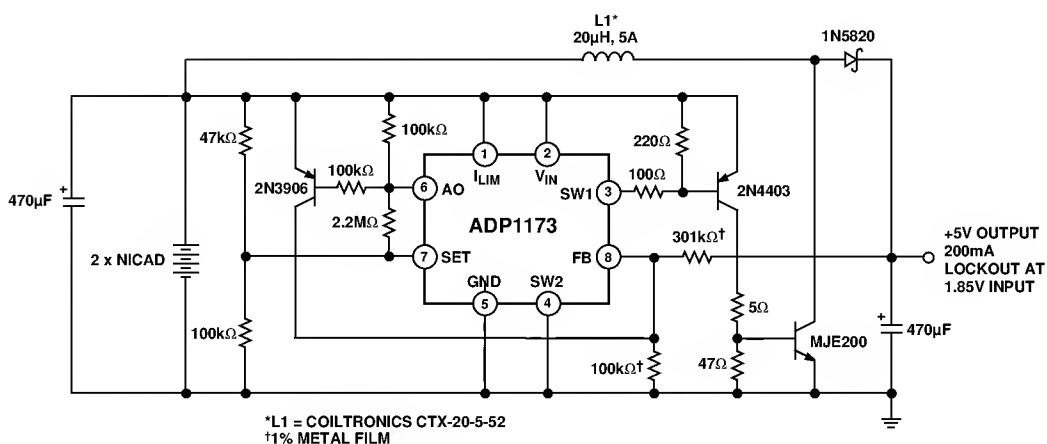 L1*
20µH, 5A
1N5820
47kΩ
100kΩ
220Ω
1
I LIM
2
V IN
100kΩ
2N3906
6
AO
SW1
3
100Ω
2N4403
470µF
+
ADP1173
2.2MΩ
301kΩ†
+5V OUTPUT
200mA
LOCKOUT AT
1.85V INPUT
2 x NICAD
7
SET
FB
8
GND
SW2
5
4
5Ω
100kΩ
100kΩ†
47Ω
MJE200
+
470µF
*L1 = COILTRONICS CTX-20-5-52
†1% METAL FILM